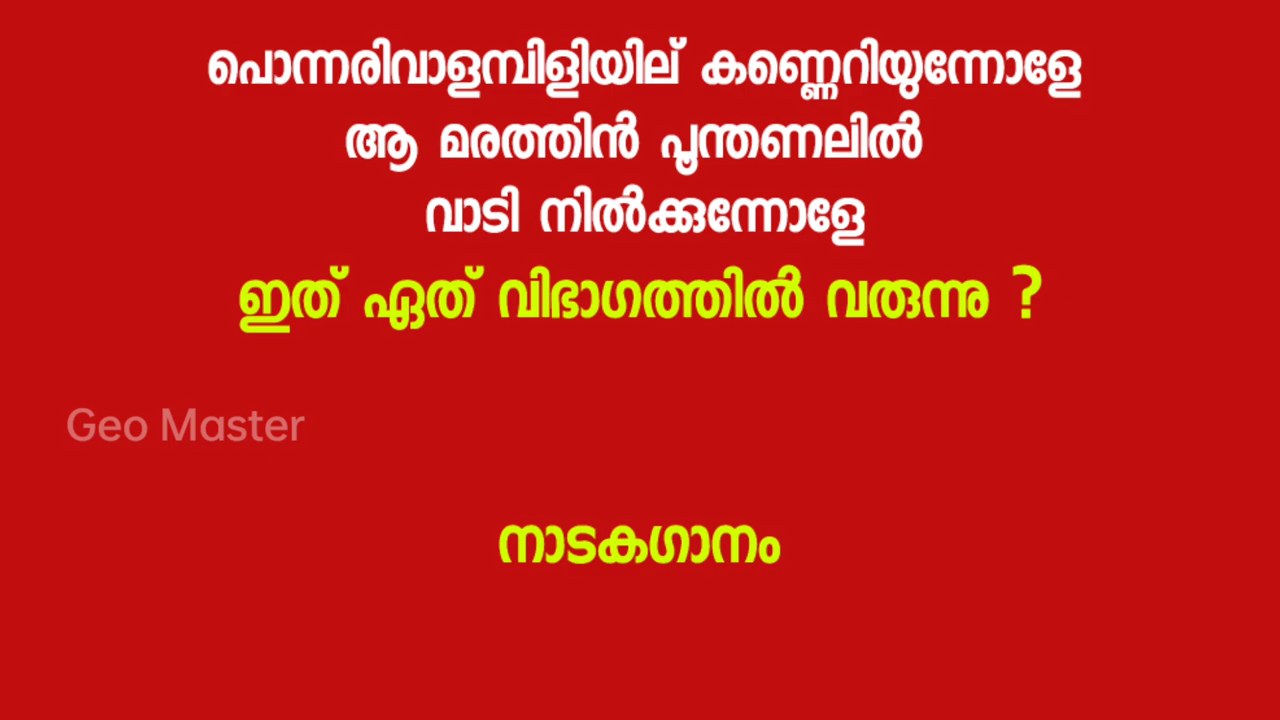 പൊന്നരിവാളമ്പിളിയില് കണ്ണെറിയുന്നോളേ
ആ മരത്തിൻ പൂന്തണലിൽ
വാടി നിൽക്കുന്നോളേ
ഇത് ഏത് വിഭാഗത്തിൽ വരുന്നു ?
Geo Master
നാടകഗാനം